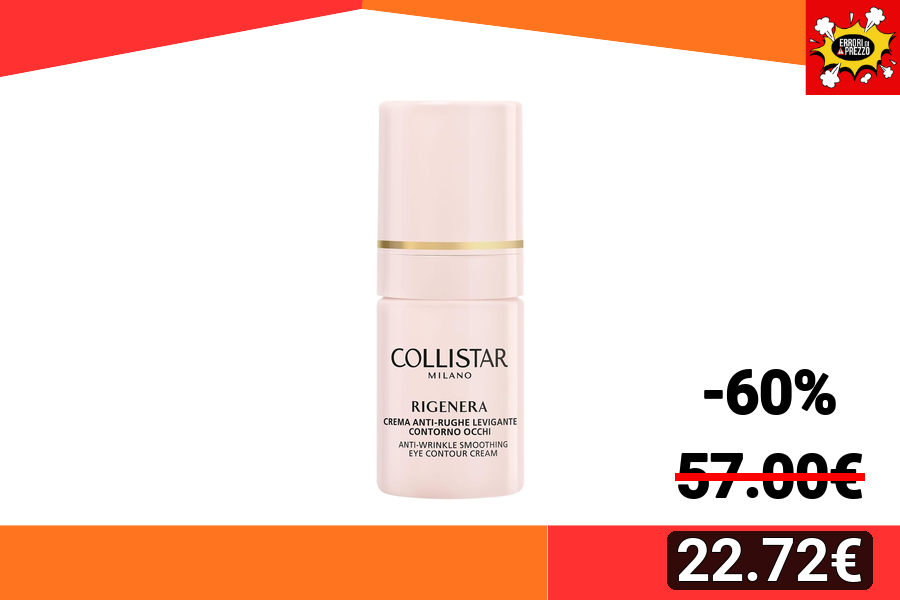 ERRORI DI
PREZZO
COLLISTAR
MILANO
RIGENERA
CREMA ANTI-RUGHE LEVIGANTE
CONTORNO OCCHI
ANTI-WRINKLE SMOOTHING
EYE CONTOUR CREAM
-60%
57.00€
22.72€